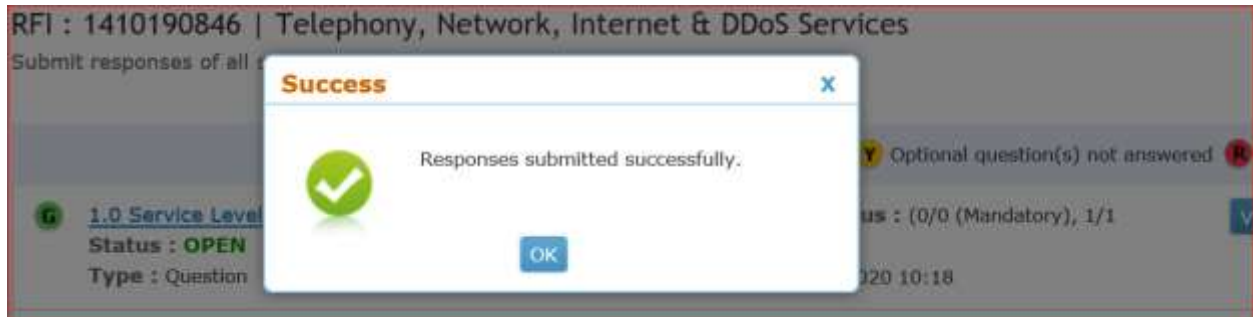 RFI : 1410190846 | Telephony, Network, Internet & DDoS Services
Submit responses of all
Success x
Responses submitted successfully.
Y Optional question(s) not answered R
G 1.0 Service Level
us : (0/0 (Mandatory), 1/1
Status : OPEN
OK
Type : Question
020 10:18